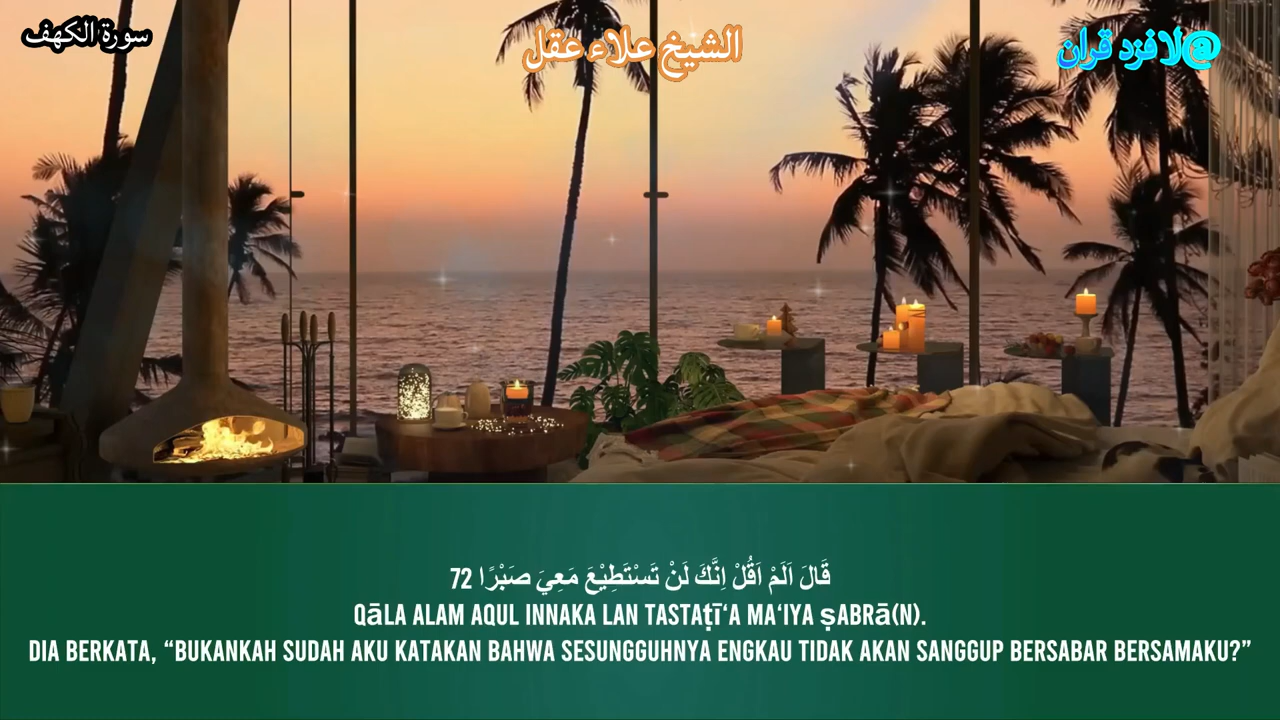 سورة الكهف
الشيخ علاء عقل
@لا فزد قران
قَالَ اَلَمْ اَقُلْ اِنَّكَ لَنْ تَسْتَطِيْعَ مَعِيَ صَبْرًا 72
QāLA ALAM AQUL INNAKA LAN TASTAṭī‘A MA‘IYA ṣABRā(N).
DIA BERKATA, “BUKANKAH SUDAH AKU KATAKAN BAHWA SESUNGGUHNYA ENGKAU TIDAK AKAN SANGGUP BERSABAR BERSAMAKU?”